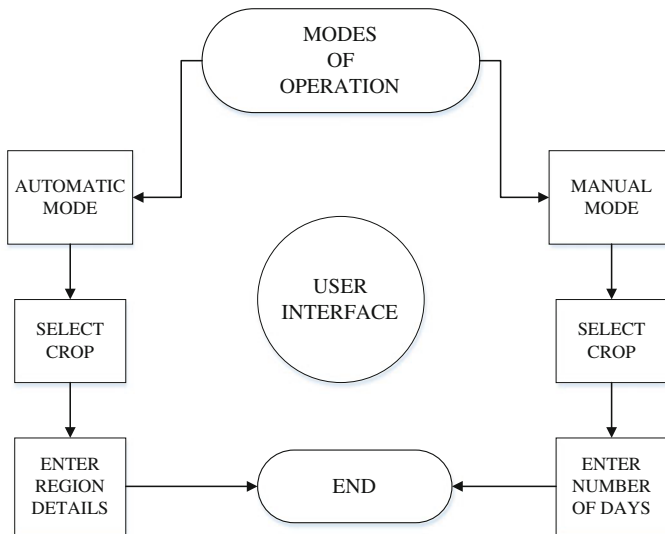 MODES
OF
OPERATION
AUTOMATIC
MODE
MANUAL
MODE
USER
INTERFACE
SELECT
CROP
SELECT
CROP
ENTER
REGION
DETAILS
END
ENTER
NUMBER
OF DAYS